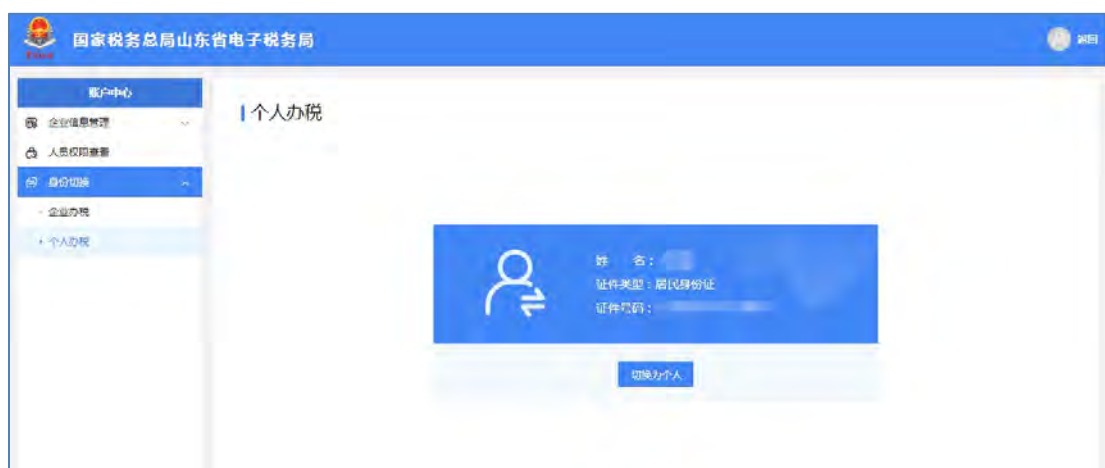 国家税务总局山东省电子税务局
返回
账户中心
企业信息管理
人员权限查看
身份切换
企业办税
个人办税
个人办税
姓 名：
证件类型：居民身份证
证件号码：
切换为个人